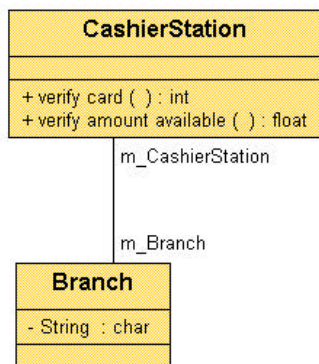 CashierStation
+ verify card ( ) : int
+ verify amount available ( ) : float
m_CashierStation
m_Branch
Branch
- String : char